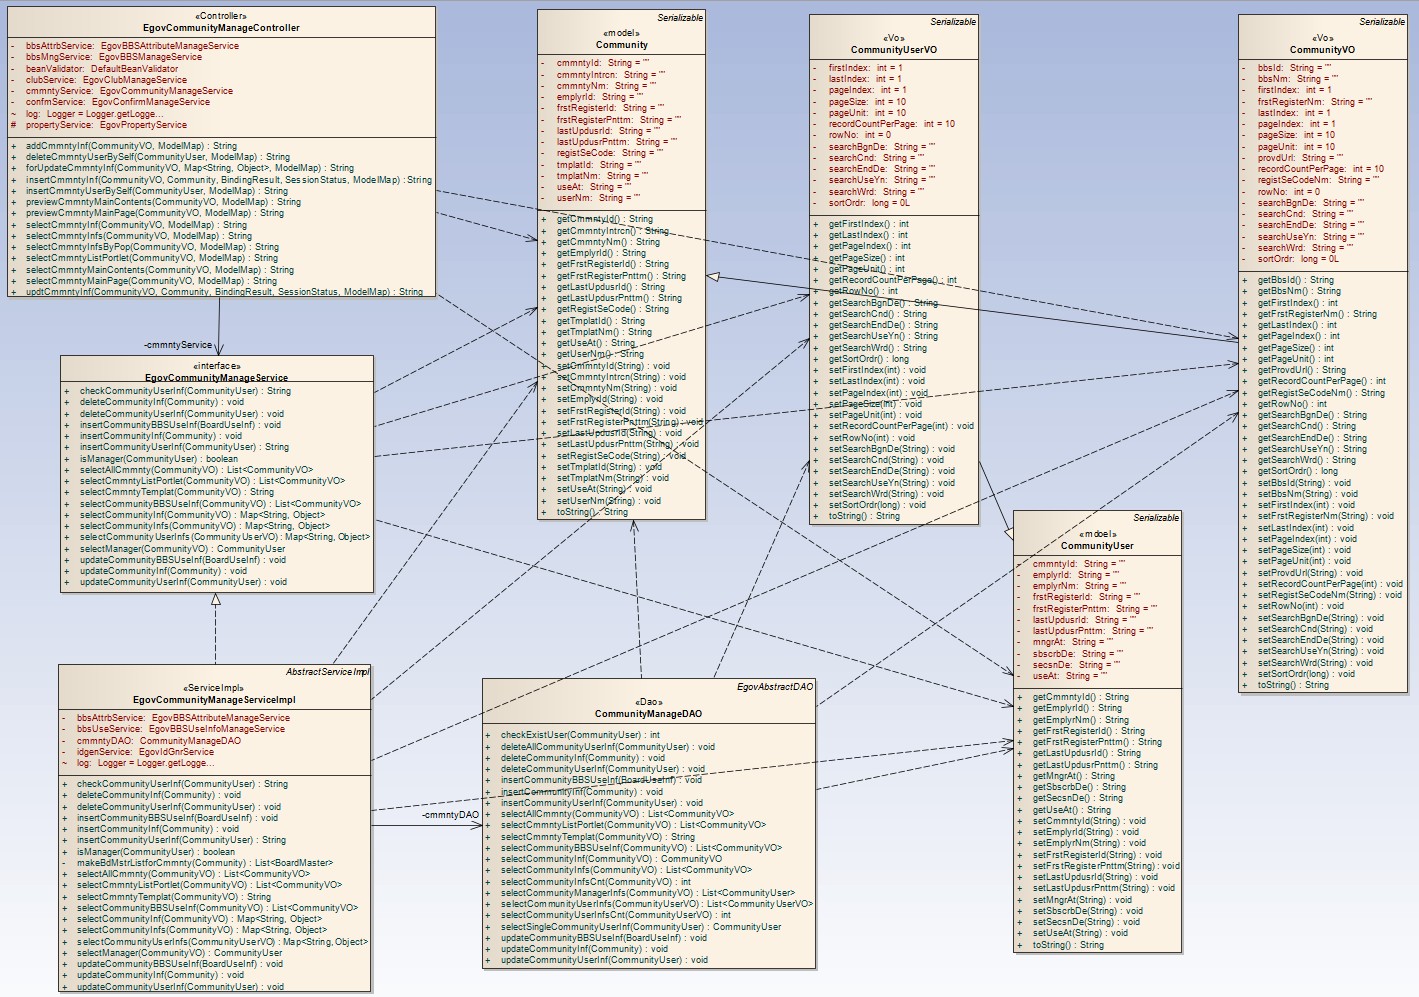 «Controller»
EgovCommunityManageController
- bbsAttrbService: EgovBBSAttributeManageService
- bbsMngService: EgovBBSManageService
- beanValidator: DefaultBeanValidator
- clubService: EgovClubManageService
- cmmntyService: EgovCommunityManageService
- confmService: EgovConfirmManageService
~ log: Logger = Logger.getLogge...
# propertyService: EgovPropertyService
+ addCmmntyInf(CommunityVO, ModelMap) : String
+ deleteCmmntyUserBySelf(CommunityUser, ModelMap) : String
+ forUpdateCmmntyInf(CommunityVO, Map<String, Object>, ModelMap) : String
+ insertCmmntyInf(CommunityVO, Community, BindingResult, SessionStatus, ModelMap) : String
+ insertCmmntyUserBySelf(CommunityUser, ModelMap) : String
+ previewCmmntyMainContents(CommunityVO, ModelMap) : String
+ previewCmmntyMainPage(CommunityVO, ModelMap) : String
+ selectCmmntyInf(CommunityVO, ModelMap) : String
+ selectCmmntyInfs(CommunityVO, ModelMap) : String
+ selectCmmntyInfsByPop(CommunityVO, ModelMap) : String
+ selectCmmntyListPortlet(CommunityVO, ModelMap) : String
+ selectCmmntyMainContents(CommunityVO, ModelMap) : String
+ selectCmmntyMainPage(CommunityVO, ModelMap) : String
+ updtCmmntyInf(CommunityVO, Community, BindingResult, SessionStatus, ModelMap) : String
-cmmntyService
«interface»
EgovCommunityManageService
+ checkCommunityUserInf(CommunityUser) : String
+ deleteCommunityInf(Community) : void
+ deleteCommunityUserInf(CommunityUser) : void
+ insertCommunityBBSUseInf(BoardUseInf) : void
+ insertCommunityInf(Community) : void
+ insertCommunityUserInf(CommunityUser) : String
+ isManager(CommunityUser) : boolean
+ selectAllCmmnty(CommunityVO) : List<CommunityVO>
+ selectCmmntyListPortlet(CommunityVO) : List<CommunityVO>
+ selectCmmntyTemplat(CommunityVO) : String
+ selectCommunityBBSUseInf(CommunityVO) : List<CommunityVO>
+ selectCommunityInf(CommunityVO) : Map<String, Object>
+ selectCommunityInfs(CommunityVO) : Map<String, Object>
+ selectCommunityUserInfs(CommunityUserVO) : Map<String, Object>
+ selectManager(CommunityVO) : CommunityUser
+ updateCommunityBBSUseInf(BoardUseInf) : void
+ updateCommunityInf(Community) : void
+ updateCommunityUserInf(CommunityUser) : void
AbstractServiceImpl
«ServiceImpl»
EgovCommunityManageServiceImpl
- bbsAttrbService: EgovBBSAttributeManageService
- bbsUseService: EgovBBSUseInfoManageService
- cmmntyDAO: CommunityManageDAO
- idgenService: EgovIdGnrService
~ log: Logger = Logger.getLogge...
+ checkCommunityUserInf(CommunityUser) : String
+ deleteCommunityInf(Community) : void
+ deleteCommunityUserInf(CommunityUser) : void
+ insertCommunityBBSUseInf(BoardUseInf) : void
+ insertCommunityInf(Community) : void
+ insertCommunityUserInf(CommunityUser) : String
+ isManager(CommunityUser) : boolean
- makeBdMstrListforCmmnty(Community) : List<BoardMaster>
+ selectAllCmmnty(CommunityVO) : List<CommunityVO>
+ selectCmmntyListPortlet(CommunityVO) : List<CommunityVO>
+ selectCmmntyTemplat(CommunityVO) : String
+ selectCommunityBBSUseInf(CommunityVO) : List<CommunityVO>
+ selectCommunityInf(CommunityVO) : Map<String, Object>
+ selectCommunityInfs(CommunityVO) : Map<String, Object>
+ selectCommunityUserInfs(CommunityUserVO) : Map<String, Object>
+ selectManager(CommunityVO) : CommunityUser
+ updateCommunityBBSUseInf(BoardUseInf) : void
+ updateCommunityInf(Community) : void
+ updateCommunityUserInf(CommunityUser) : void
-cmmntyDAO
EgovAbstractDAO
«Dao»
CommunityManageDAO
+ checkExistUser(CommunityUser) : int
+ deleteAllCommunityUserInf(CommunityUser) : void
+ deleteCommunityInf(Community) : void
+ deleteCommunityUserInf(CommunityUser) : void
+ insertCommunityBBSUseInf(BoardUseInf) : void
+ insertCommunityInf(Community) : void
+ insertCommunityUserInf(CommunityUser) : void
+ selectAllCmmnty(CommunityVO) : List<CommunityVO>
+ selectCmmntyListPortlet(CommunityVO) : List<CommunityVO>
+ selectCmmntyTemplat(CommunityVO) : String
+ selectCommunityBBSUseInf(CommunityVO) : List<CommunityVO>
+ selectCommunityInf(CommunityVO) : CommunityVO
+ selectCommunityInfs(CommunityVO) : List<CommunityVO>
+ selectCommunityInfsCnt(CommunityVO) : int
+ selectCommunityManagerInfs(CommunityVO) : List<CommunityUser>
+ selectCommunityUserInfs(CommunityUserVO) : List<CommunityUserVO>
+ selectCommunityUserInfsCnt(CommunityUserVO) : int
+ selectSingleCommunityUserInf(CommunityUser) : CommunityUser
+ updateCommunityBBSUseInf(BoardUseInf) : void
+ updateCommunityInf(Community) : void
+ updateCommunityUserInf(CommunityUser) : void
Serializable
«model»
Community
- cmmntyId: String = ""
- cmmntyIntrcn: String = ""
- cmmntyNm: String = ""
- emplyrId: String = ""
- frstRegisterId: String = ""
- frstRegisterPnttm: String = ""
- lastUpdusrId: String = ""
- lastUpdusrPnttm: String = ""
- registSeCode: String = ""
- tmplatId: String = ""
- tmplatNm: String = ""
- useAt: String = ""
- userNm: String = ""
+ getCmmntyId() : String
+ getCmmntyIntrcn() : String
+ getCmmntyNm() : String
+ getEmplyrId() : String
+ getFrstRegisterId() : String
+ getFrstRegisterPnttm() : String
+ getLastUpdusrId() : String
+ getLastUpdusrPnttm() : String
+ getRegistSeCode() : String
+ getTmplatId() : String
+ getTmplatNm() : String
+ getUseAt() : String
+ getUserNm() : String
+ setCmmntyId(String) : void
+ setCmmntyIntrcn(String) : void
+ setCmmntyNm(String) : void
+ setEmplyrId(String) : void
+ setFrstRegisterId(String) : void
+ setFrstRegisterPnttm(String) : void
+ setLastUpdusrId(String) : void
+ setLastUpdusrPnttm(String) : void
+ setRegistSeCode(String) : void
+ setTmplatId(String) : void
+ setTmplatNm(String) : void
+ setUseAt(String) : void
+ setUserNm(String) : void
+ toString() : String
Serializable
«Vo»
CommunityUserVO
- firstIndex: int = 1
- lastIndex: int = 1
- pageIndex: int = 1
- pageSize: int = 10
- pageUnit: int = 10
- recordCountPerPage: int = 10
- rowNo: int = 0
- searchBgnDe: String = ""
- searchCnd: String = ""
- searchEndDe: String = ""
- searchUseYn: String = ""
- searchWrd: String = ""
- sortOrdr: long = 0L
+ getFirstIndex() : int
+ getLastIndex() : int
+ getPageIndex() : int
+ getPageSize() : int
+ getPageUnit() : int
+ getRecordCountPerPage() : int
+ getRowNo() : int
+ getSearchBgnDe() : String
+ getSearchCnd() : String
+ getSearchEndDe() : String
+ getSearchUseYn() : String
+ getSearchWrd() : String
+ getSortOrdr() : long
+ setFirstIndex(int) : void
+ setLastIndex(int) : void
+ setPageIndex(int) : void
+ setPageSize(int) : void
+ setPageUnit(int) : void
+ setRecordCountPerPage(int) : void
+ setRowNo(int) : void
+ setSearchBgnDe(String) : void
+ setSearchCnd(String) : void
+ setSearchEndDe(String) : void
+ setSearchUseYn(String) : void
+ setSearchWrd(String) : void
+ setSortOrdr(long) : void
+ toString() : String
Serializable
«mdoel»
CommunityUser
- cmmntyId: String = ""
- emplyrId: String = ""
- emplyrNm: String = ""
- frstRegisterId: String = ""
- frstRegisterPnttm: String = ""
- lastUpdusrId: String = ""
- lastUpdusrPnttm: String = ""
- mngrAt: String = ""
- sbscrbDe: String = ""
- secsnDe: String = ""
- useAt: String = ""
+ getCmmntyId() : String
+ getEmplyrId() : String
+ getEmplyrNm() : String
+ getFrstRegisterId() : String
+ getFrstRegisterPnttm() : String
+ getLastUpdusrId() : String
+ getLastUpdusrPnttm() : String
+ getMngrAt() : String
+ getSbscrbDe() : String
+ getSecsnDe() : String
+ getUseAt() : String
+ setCmmntyId(String) : void
+ setEmplyrId(String) : void
+ setEmplyrNm(String) : void
+ setFrstRegisterId(String) : void
+ setFrstRegisterPnttm(String) : void
+ setLastUpdusrId(String) : void
+ setLastUpdusrPnttm(String) : void
+ setMngrAt(String) : void
+ setSbscrbDe(String) : void
+ setSecsnDe(String) : void
+ setUseAt(String) : void
+ toString() : String
Serializable
«Vo»
CommunityVO
- bbsId: String = ""
- bbsNm: String = ""
- firstIndex: int = 1
- frstRegisterNm: String = ""
- lastIndex: int = 1
- pageIndex: int = 1
- pageSize: int = 10
- pageUnit: int = 10
- provdUrl: String = ""
- recordCountPerPage: int = 10
- registSeCodeNm: String = ""
- rowNo: int = 0
- searchBgnDe: String = ""
- searchCnd: String = ""
- searchEndDe: String = ""
- searchUseYn: String = ""
- searchWrd: String = ""
- sortOrdr: long = 0L
+ getBbsId() : String
+ getBbsNm() : String
+ getFirstIndex() : int
+ getFrstRegisterNm() : String
+ getLastIndex() : int
+ getPageIndex() : int
+ getPageSize() : int
+ getPageUnit() : int
+ getProvdUrl() : String
+ getRecordCountPerPage() : int
+ getRegistSeCodeNm() : String
+ getRowNo() : int
+ getSearchBgnDe() : String
+ getSearchCnd() : String
+ getSearchEndDe() : String
+ getSearchUseYn() : String
+ getSearchWrd() : String
+ getSortOrdr() : long
+ setBbsId(String) : void
+ setBbsNm(String) : void
+ setFirstIndex(int) : void
+ setFrstRegisterNm(String) : void
+ setLastIndex(int) : void
+ setPageIndex(int) : void
+ setPageSize(int) : void
+ setPageUnit(int) : void
+ setProvdUrl(String) : void
+ setRecordCountPerPage(int) : void
+ setRegistSeCodeNm(String) : void
+ setRowNo(int) : void
+ setSearchBgnDe(String) : void
+ setSearchCnd(String) : void
+ setSearchEndDe(String) : void
+ setSearchUseYn(String) : void
+ setSearchWrd(String) : void
+ setSortOrdr(long) : void
+ toString() : String